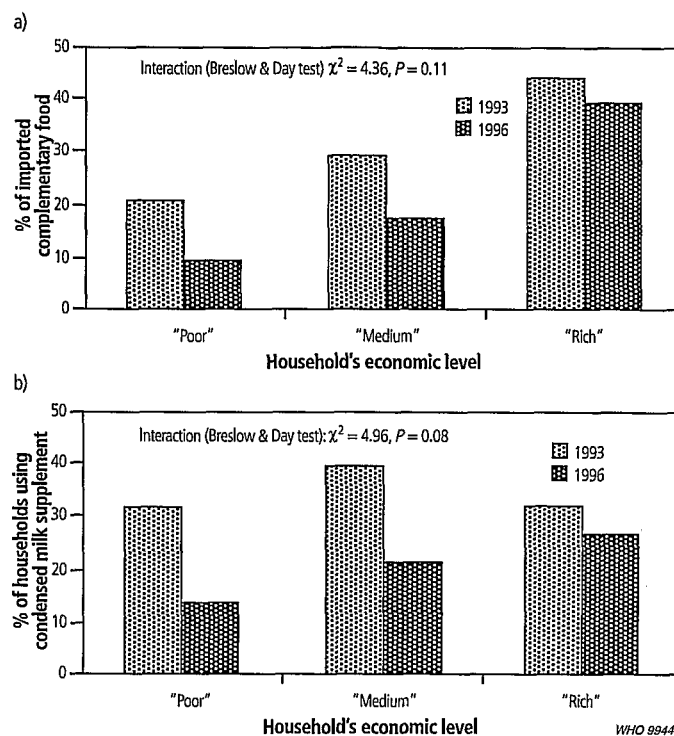 a)
50
Interaction (Breslow & Day test) χ² = 4.36, P = 0.11
1993
1996
40
30
20
10
0
% of imported
complementary food
"Poor"
"Medium"
"Rich"
Household's economic level
b)
50
Interaction (Breslow & Day test): χ² = 4.96, P = 0.08
1993
1996
40
30
20
10
0
% of households using
condensed milk supplement
"Poor"
"Medium"
"Rich"
Household's economic level
WHO 9944